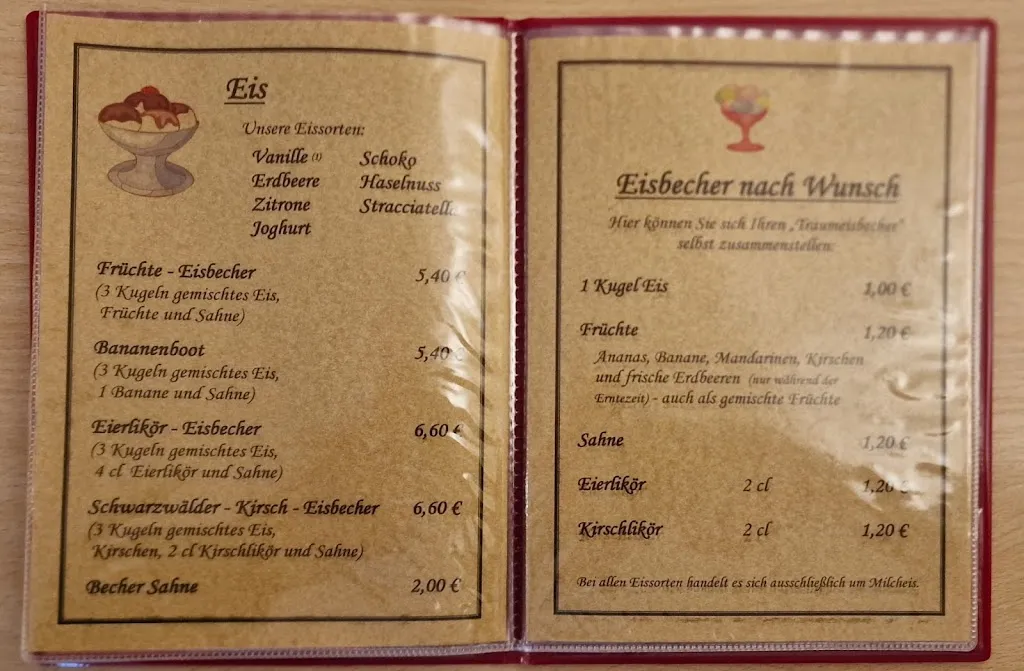 Eis
Unsere Eissorten:
Vanille (1) Schoko
Erdbeere Haselnuss
Zitrone Stracciatella
Joghurt
Früchte - Eisbecher 5,40 €
(3 Kugeln gemischtes Eis,
Früchte und Sahne)
Bananenboot 5,40 €
(3 Kugeln gemischtes Eis,
1 Banane und Sahne)
Eierlikör - Eisbecher 6,60 €
(3 Kugeln gemischtes Eis,
4 cl Eierlikör und Sahne)
Schwarzwälder - Kirsch - Eisbecher 6,60 €
(3 Kugeln gemischtes Eis,
Kirschen, 2 cl Kirschlikör und Sahne)
Becher Sahne 2,00 €
Eisbecher nach Wunsch
Hier können Sie sich Ihren „Traumeisbecher"
selbst zusammenstellen:
1 Kugel Eis 1,00 €
Früchte 1,20 €
Ananas, Banane, Mandarinen, Kirschen
und frische Erdbeeren (nur während der
Erntezeit) - auch als gemischte Früchte
Sahne 1,20 €
Eierlikör 2 cl 1,20 €
Kirschlikör 2 cl 1,20 €
Bei allen Eissorten handelt es sich ausschließlich um Milcheis.